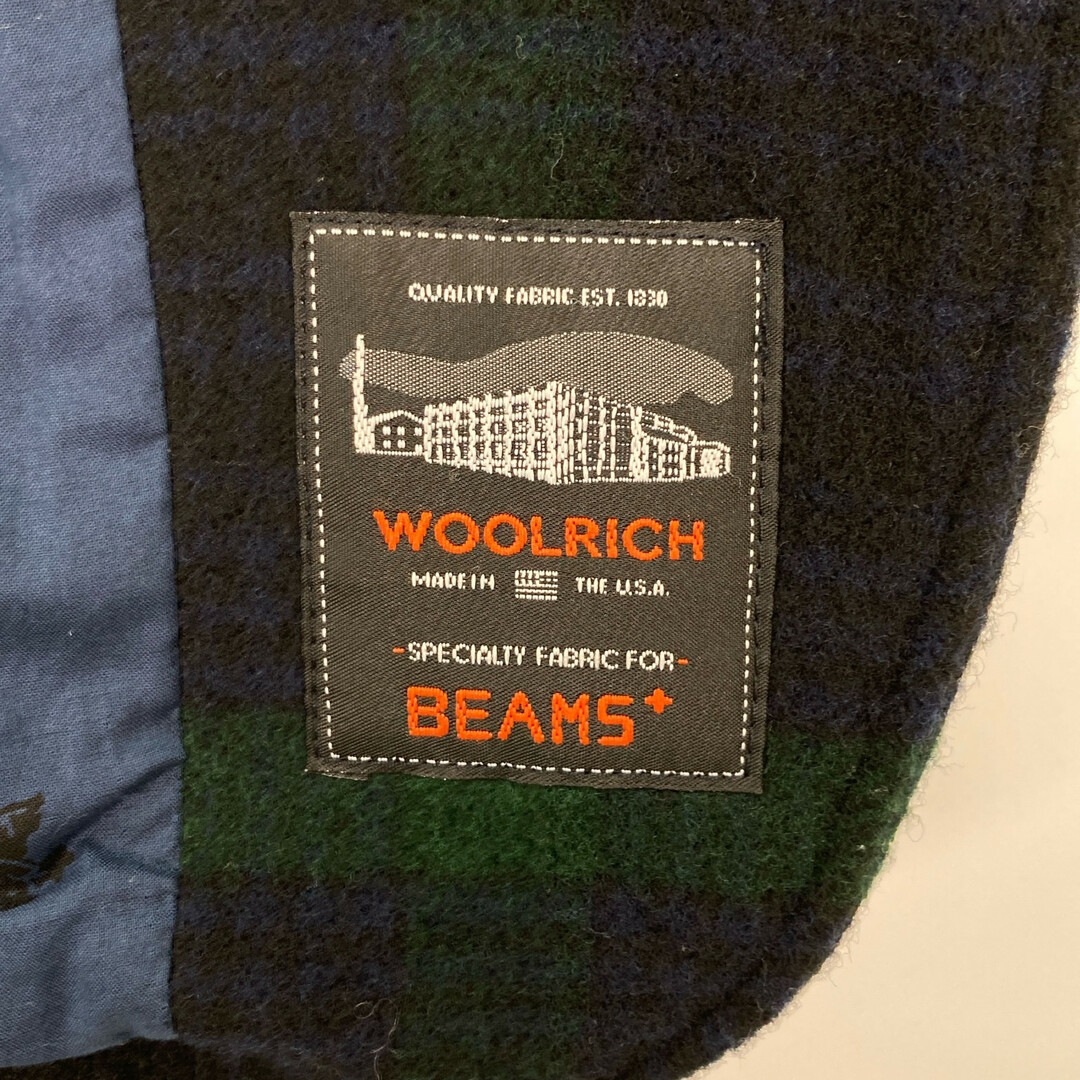 QUALITY FABRIC EST. 1830
WOOLRICH
MADE IN THE U.S.A.
-SPECIALTY FABRIC FOR-
BEAMS+